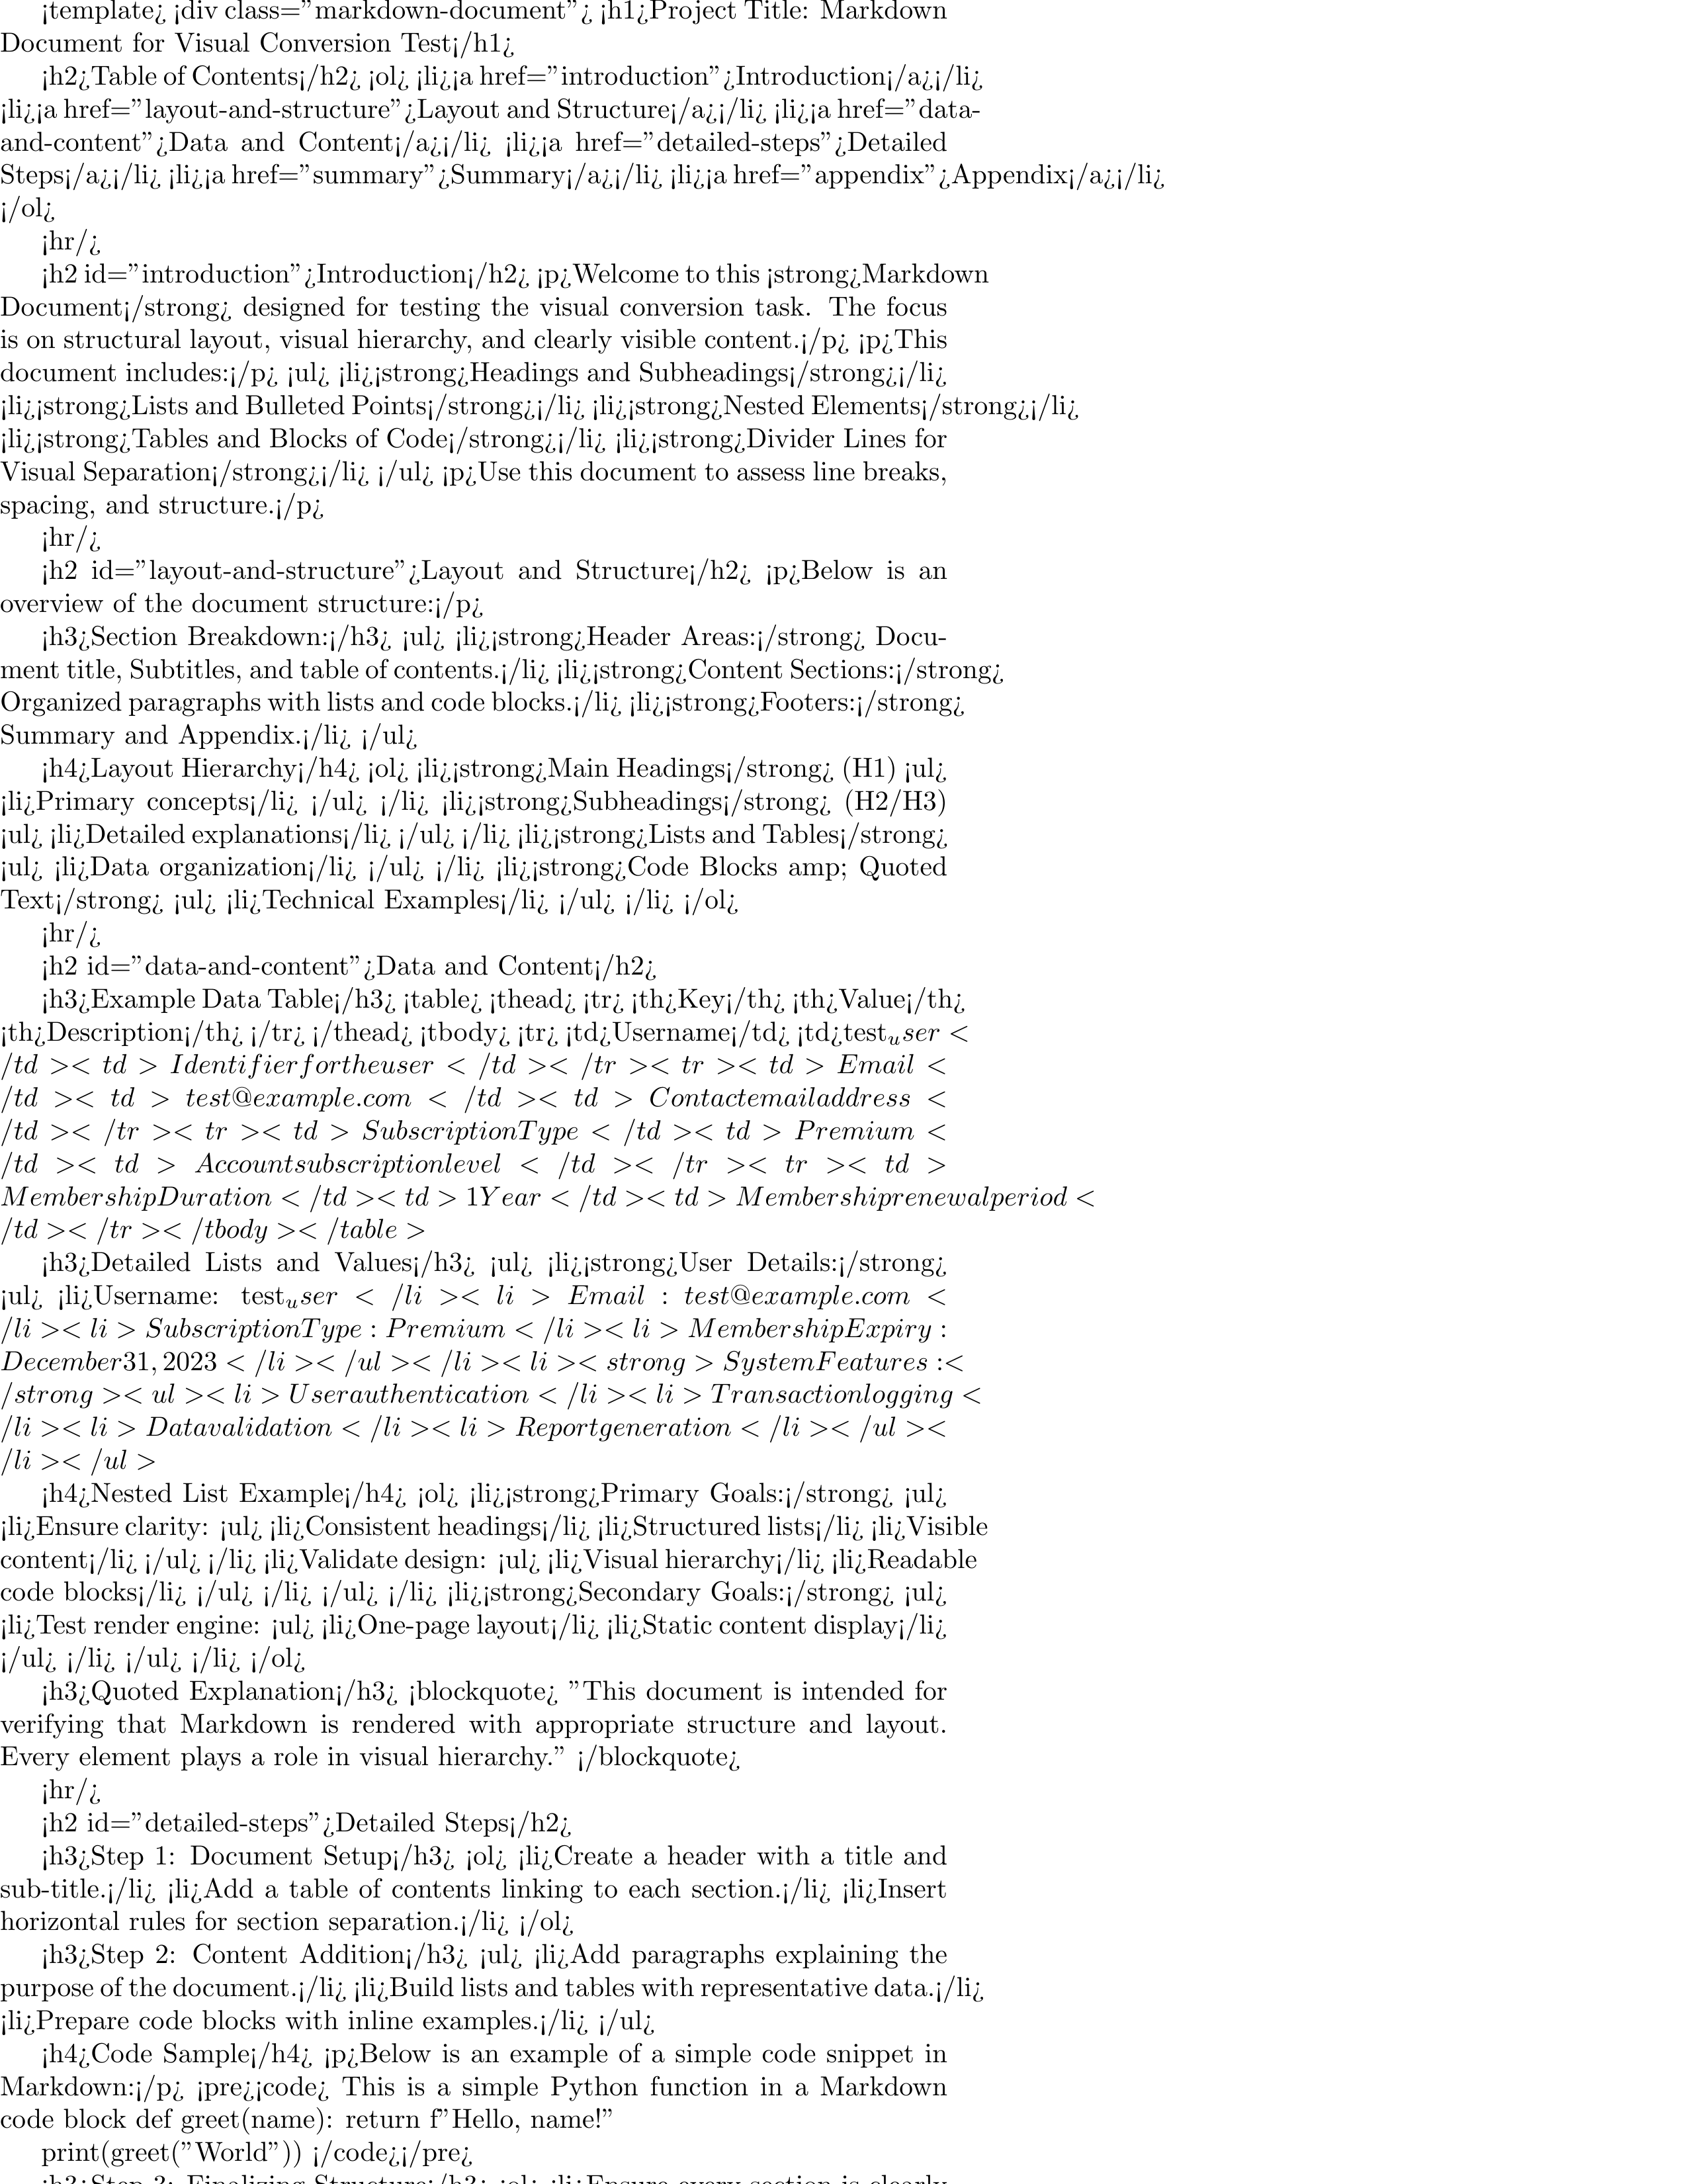 ¡template¿ ¡div class=”markdown-document”¿ ¡h1¿Project Title: Markdown
Document for Visual Conversion Test¡/h1¿
¡h2¿Table of Contents¡/h2¿ ¡ol¿ ¡li¿¡a href=”introduction”¿Introduction¡/a¿¡/li¿
¡li¿¡a href=”layout-and-structure”¿Layout and Structure¡/a¿¡/li¿ ¡li¿¡a href=”data-
and-content”¿Data and Content¡/a¿¡/li¿ ¡li¿¡a href=”detailed-steps”¿Detailed
Steps¡/a¿¡/li¿ ¡li¿¡a href=”summary”¿Summary¡/a¿¡/li¿ ¡li¿¡a href=”appendix”¿Appendix¡/a¿¡/li¿
¡/ol¿
¡hr/¿
¡h2 id=”introduction”¿Introduction¡/h2¿ ¡p¿Welcome to this ¡strong¿Markdown
Document¡/strong¿ designed for testing the visual conversion task. The focus
is on structural layout, visual hierarchy, and clearly visible content.¡/p¿ ¡p¿This
document includes:¡/p¿ ¡ul¿ ¡li¿¡strong¿Headings and Subheadings¡/strong¿¡/li¿
¡li¿¡strong¿Lists and Bulleted Points¡/strong¿¡/li¿ ¡li¿¡strong¿Nested Elements¡/strong¿¡/li¿
¡li¿¡strong¿Tables and Blocks of Code¡/strong¿¡/li¿ ¡li¿¡strong¿Divider Lines for
Visual Separation¡/strong¿¡/li¿ ¡/ul¿ ¡p¿Use this document to assess line breaks,
spacing, and structure.¡/p¿
¡hr/¿
¡h2 id=”layout-and-structure”¿Layout and Structure¡/h2¿ ¡p¿Below is an
overview of the document structure:¡/p¿
¡h3¿Section Breakdown:¡/h3¿ ¡ul¿ ¡li¿¡strong¿Header Areas:¡/strong¿ Docu-
ment title, Subtitles, and table of contents.¡/li¿ ¡li¿¡strong¿Content Sections:¡/strong¿
Organized paragraphs with lists and code blocks.¡/li¿ ¡li¿¡strong¿Footers:¡/strong¿
Summary and Appendix.¡/li¿ ¡/ul¿
¡h4¿Layout Hierarchy¡/h4¿ ¡ol¿ ¡li¿¡strong¿Main Headings¡/strong¿ (H1) ¡ul¿
¡li¿Primary concepts¡/li¿ ¡/ul¿ ¡/li¿ ¡li¿¡strong¿Subheadings¡/strong¿ (H2/H3)
¡ul¿ ¡li¿Detailed explanations¡/li¿ ¡/ul¿ ¡/li¿ ¡li¿¡strong¿Lists and Tables¡/strong¿
¡ul¿ ¡li¿Data organization¡/li¿ ¡/ul¿ ¡/li¿ ¡li¿¡strong¿Code Blocks amp; Quoted
Text¡/strong¿ ¡ul¿ ¡li¿Technical Examples¡/li¿ ¡/ul¿ ¡/li¿ ¡/ol¿
¡hr/¿
¡h2 id=”data-and-content”¿Data and Content¡/h2¿
¡h3¿Example Data Table¡/h3¿ ¡table¿ ¡thead¿ ¡tr¿ ¡th¿Key¡/th¿ ¡th¿Value¡/th¿
¡th¿Description¡/th¿ ¡/tr¿ ¡/thead¿ ¡tbody¿ ¡tr¿ ¡td¿Username¡/td¿ ¡td¿test_user <
/td >< td > Identifierfortheuser < /td >< /tr >< tr >< td > Email <
/td >< td > test@example.com < /td >< td > Contactemailaddress <
/td >< /tr >< tr >< td > SubscriptionType < /td >< td > Premium <
/td >< td > Accountsubscriptionlevel < /td >< /tr >< tr >< td >
MembershipDuration < /td >< td > 1Year < /td >< td > Membershiprenewalperiod <
/td >< /tr >< /tbody >< /table >
¡h3¿Detailed Lists and Values¡/h3¿ ¡ul¿ ¡li¿¡strong¿User Details:¡/strong¿
¡ul¿ ¡li¿Username: test_user < /li >< li > Email : test@example.com <
/li >< li > SubscriptionType : Premium < /li >< li > MembershipExpiry :
December31, 2023 < /li >< /ul >< /li >< li >< strong > SystemFeatures :<
/strong >< ul >< li > Userauthentication < /li >< li > Transactionlogging <
/li >< li > Datavalidation < /li >< li > Reportgeneration < /li >< /ul ><
/li >< /ul >
¡h4¿Nested List Example¡/h4¿ ¡ol¿ ¡li¿¡strong¿Primary Goals:¡/strong¿ ¡ul¿
¡li¿Ensure clarity: ¡ul¿ ¡li¿Consistent headings¡/li¿ ¡li¿Structured lists¡/li¿ ¡li¿Visible
content¡/li¿ ¡/ul¿ ¡/li¿ ¡li¿Validate design: ¡ul¿ ¡li¿Visual hierarchy¡/li¿ ¡li¿Readable
code blocks¡/li¿ ¡/ul¿ ¡/li¿ ¡/ul¿ ¡/li¿ ¡li¿¡strong¿Secondary Goals:¡/strong¿ ¡ul¿
¡li¿Test render engine: ¡ul¿ ¡li¿One-page layout¡/li¿ ¡li¿Static content display¡/li¿
¡/ul¿ ¡/li¿ ¡/ul¿ ¡/li¿ ¡/ol¿
¡h3¿Quoted Explanation¡/h3¿ ¡blockquote¿ ”This document is intended for
verifying that Markdown is rendered with appropriate structure and layout.
Every element plays a role in visual hierarchy.” ¡/blockquote¿
¡hr/¿
¡h2 id=”detailed-steps”¿Detailed Steps¡/h2¿
¡h3¿Step 1: Document Setup¡/h3¿ ¡ol¿ ¡li¿Create a header with a title and
sub-title.¡/li¿ ¡li¿Add a table of contents linking to each section.¡/li¿ ¡li¿Insert
horizontal rules for section separation.¡/li¿ ¡/ol¿
¡h3¿Step 2: Content Addition¡/h3¿ ¡ul¿ ¡li¿Add paragraphs explaining the
purpose of the document.¡/li¿ ¡li¿Build lists and tables with representative data.¡/li¿
¡li¿Prepare code blocks with inline examples.¡/li¿ ¡/ul¿
¡h4¿Code Sample¡/h4¿ ¡p¿Below is an example of a simple code snippet in
Markdown:¡/p¿ ¡pre¿¡code¿ This is a simple Python function in a Markdown
code block def greet(name): return f”Hello, name!”
print(greet(”World”)) ¡/code¿¡/pre¿
¡h3¿Step 3: Finalizing Structure¡/h3¿ ¡ol¿ ¡li¿Ensure every section is clearly